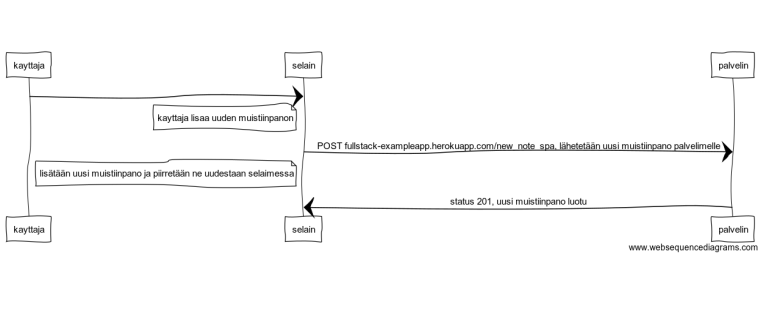 kayttaja
selain
palvelin
kayttaja lisaa uuden muistiinpanon
POST fullstack-exampleapp.herokuapp.com/new_note_spa, lähetetään uusi muistiinpano palvelimelle
lisätään uusi muistiinpano ja piirretään ne uudestaan selaimessa
status 201, uusi muistiinpano luotu
kayttaja
selain
palvelin
www.websequencediagrams.com